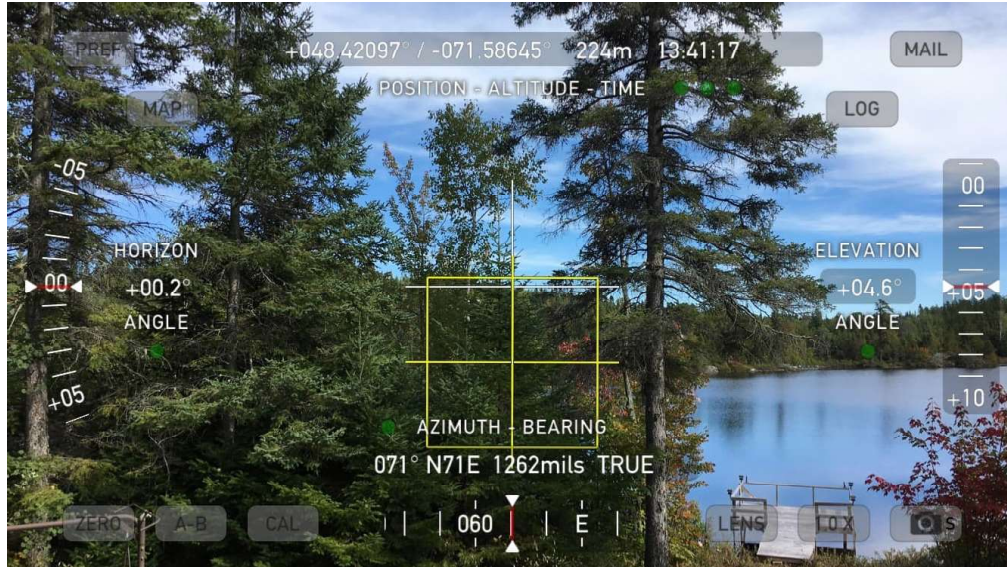 PREF +048.42097° / -071.58645° 224m 13:41:17 MAIL
POSITION - ALTITUDE - TIME
MAP LOG
-05 00
HORIZON ELEVATION
00 +00.2° +04.6° +05
ANGLE ANGLE
+05 +10
AZIMUTH - BEARING
071° N71E 1262mils TRUE
ZERO A-B CAL 060 E LENS 1.0 X S